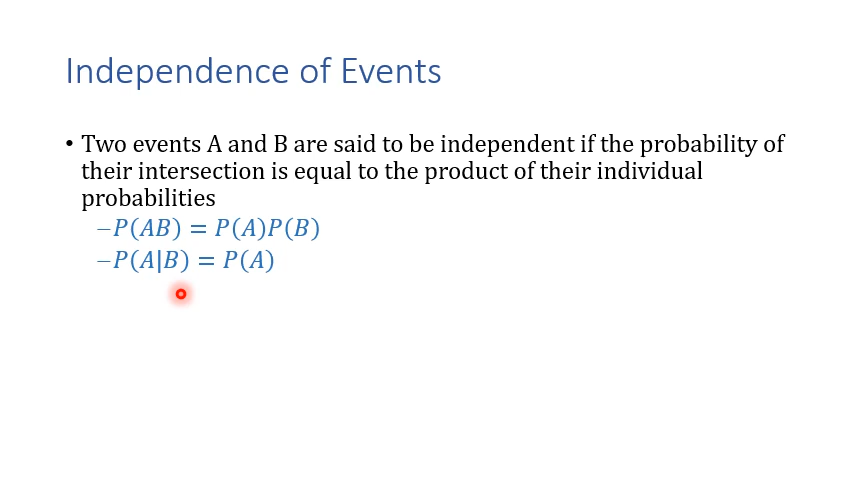 Independence of Events
• Two events A and B are said to be independent if the probability of
their intersection is equal to the product of their individual
probabilities
–P(AB) = P(A)P(B)
–P(A|B) = P(A)